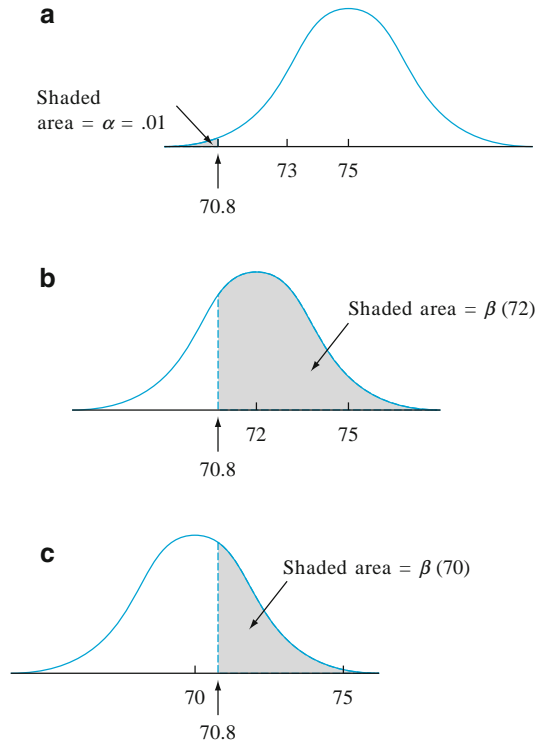 a
Shaded
area = α = .01
73 75
70.8
b
Shaded area = β (72)
72 75
70.8
c
Shaded area = β (70)
70 75
70.8